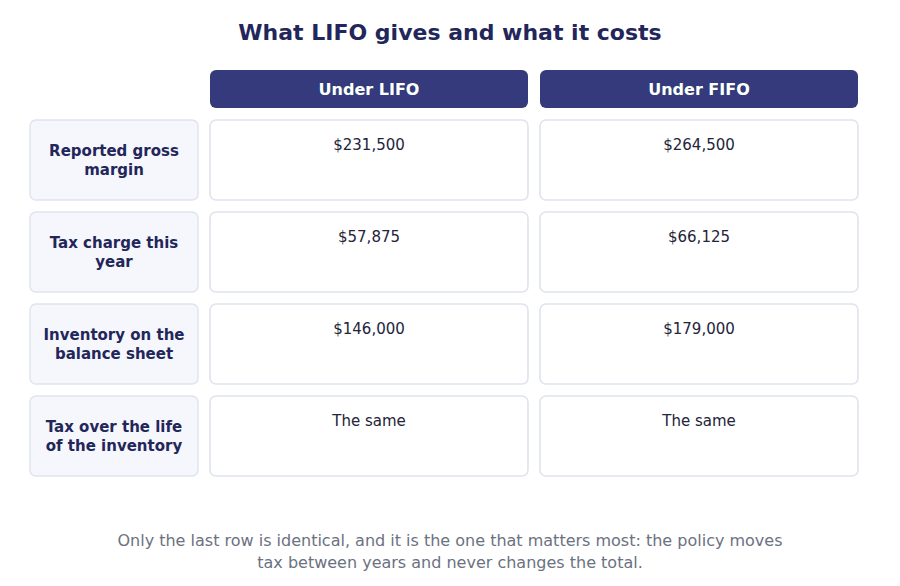 What LIFO gives and what it costs
Under LIFO
Under FIFO
Reported gross
margin
$231,500
$264,500
Tax charge this
year
$57,875
$66,125
Inventory on the
balance sheet
$146,000
$179,000
Tax over the life
of the inventory
The same
The same
Only the last row is identical, and it is the one that matters most: the policy moves
tax between years and never changes the total.